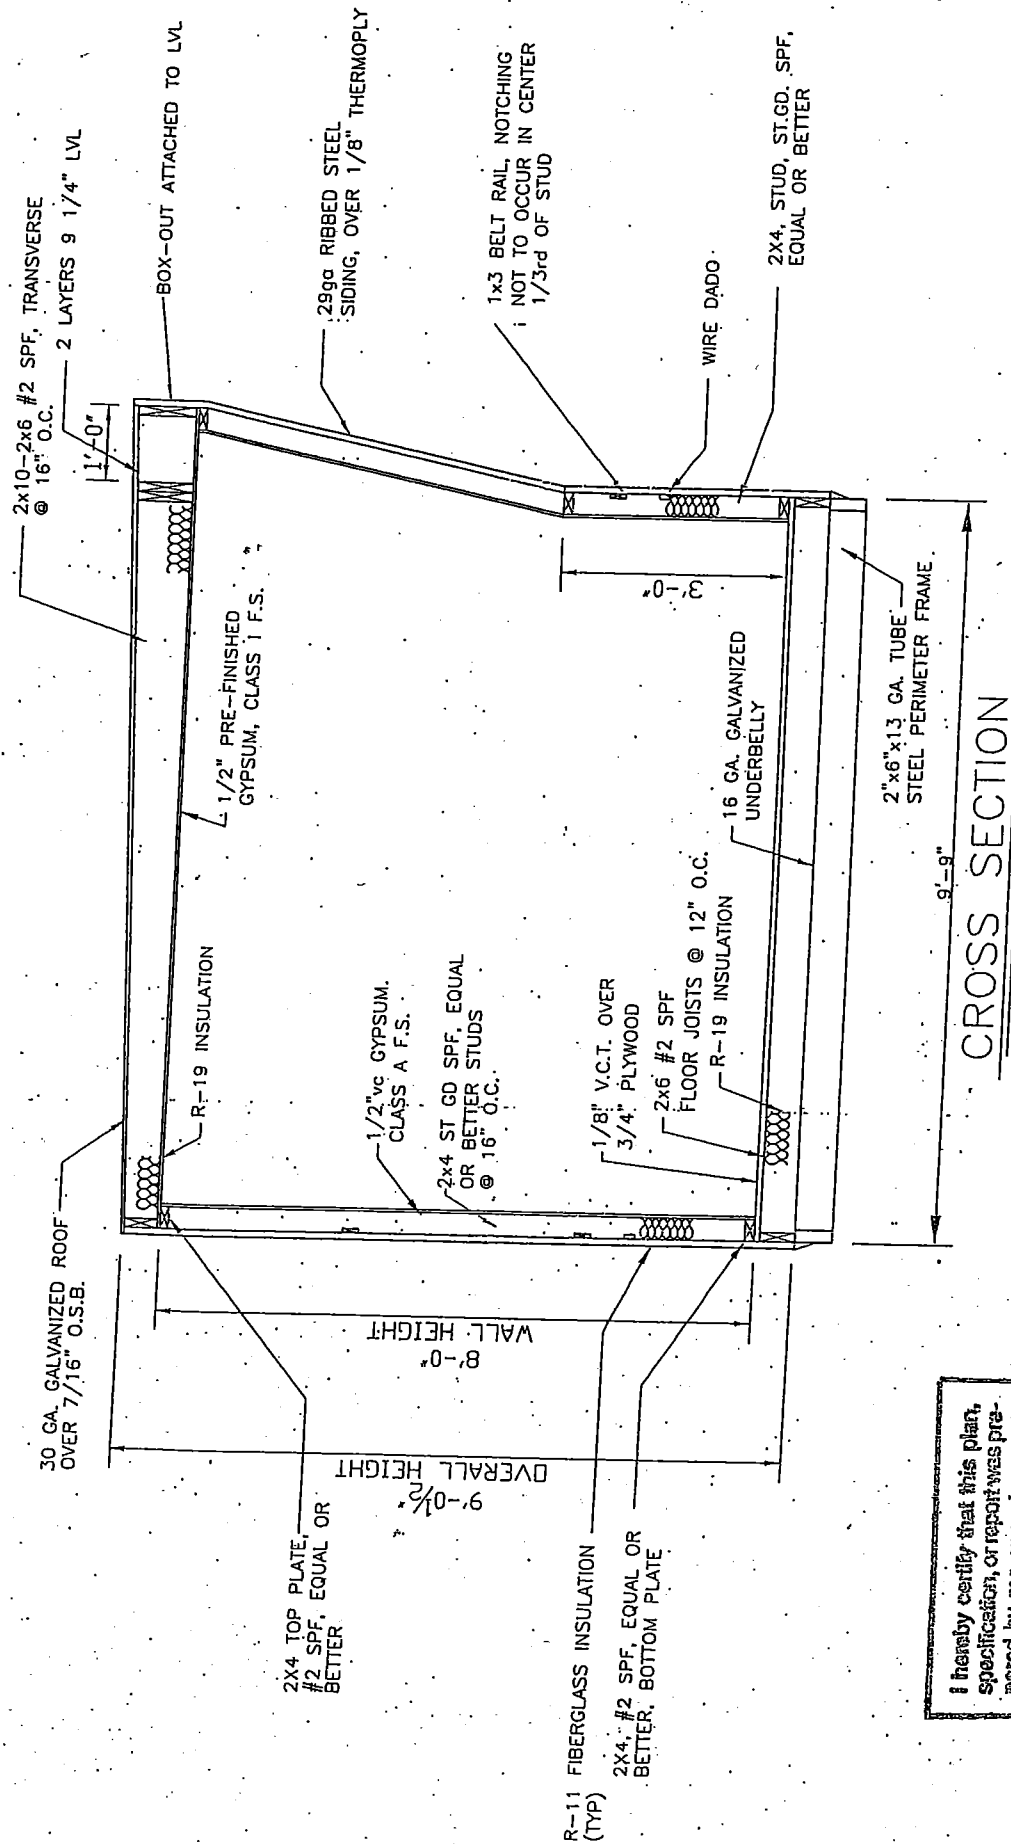 2x10-2x6 #2 SPF, TRANSVERSE
@ 16" O.C.
2 LAYERS 9 1/4" LVL
BOX-OUT ATTACHED TO LVL
1'-0"
30 GA. GALVANIZED ROOF
OVER 7/16" O.S.B.
29ga RIBBED STEEL
SIDING, OVER 1/8" THERMOPLY
R-19 INSULATION
1/2" PRE-FINISHED
GYPSUM, CLASS 1 F.S.
2X4 TOP PLATE,
#2 SPF, EQUAL OR
BETTER
9'-0 1/2"
OVERALL HEIGHT
8'-0"
WALL HEIGHT
1/2"vc GYPSUM.
CLASS A F.S.
2x4 ST GD SPF, EQUAL
OR BETTER STUDS
@ 16" O.C.
1x3 BELT RAIL, NOTCHING
NOT TO OCCUR IN CENTER
1/3rd OF STUD
3'-0"
WIRE DADO
2X4, STUD, ST.GD. SPF,
EQUAL OR BETTER
R-11 FIBERGLASS INSULATION
(TYP)
2X4, #2 SPF, EQUAL OR
BETTER, BOTTOM PLATE
1/8" V.C.T. OVER
3/4" PLYWOOD
2x6 #2 SPF
FLOOR JOISTS @ 12" O.C.
R-19 INSULATION
16 GA. GALVANIZED
UNDERBELLY
2"x6"x13 GA. TUBE
STEEL PERIMETER FRAME
9'-9"
CROSS SECTION
I hereby certify that this plan,
specification, or report was pre-